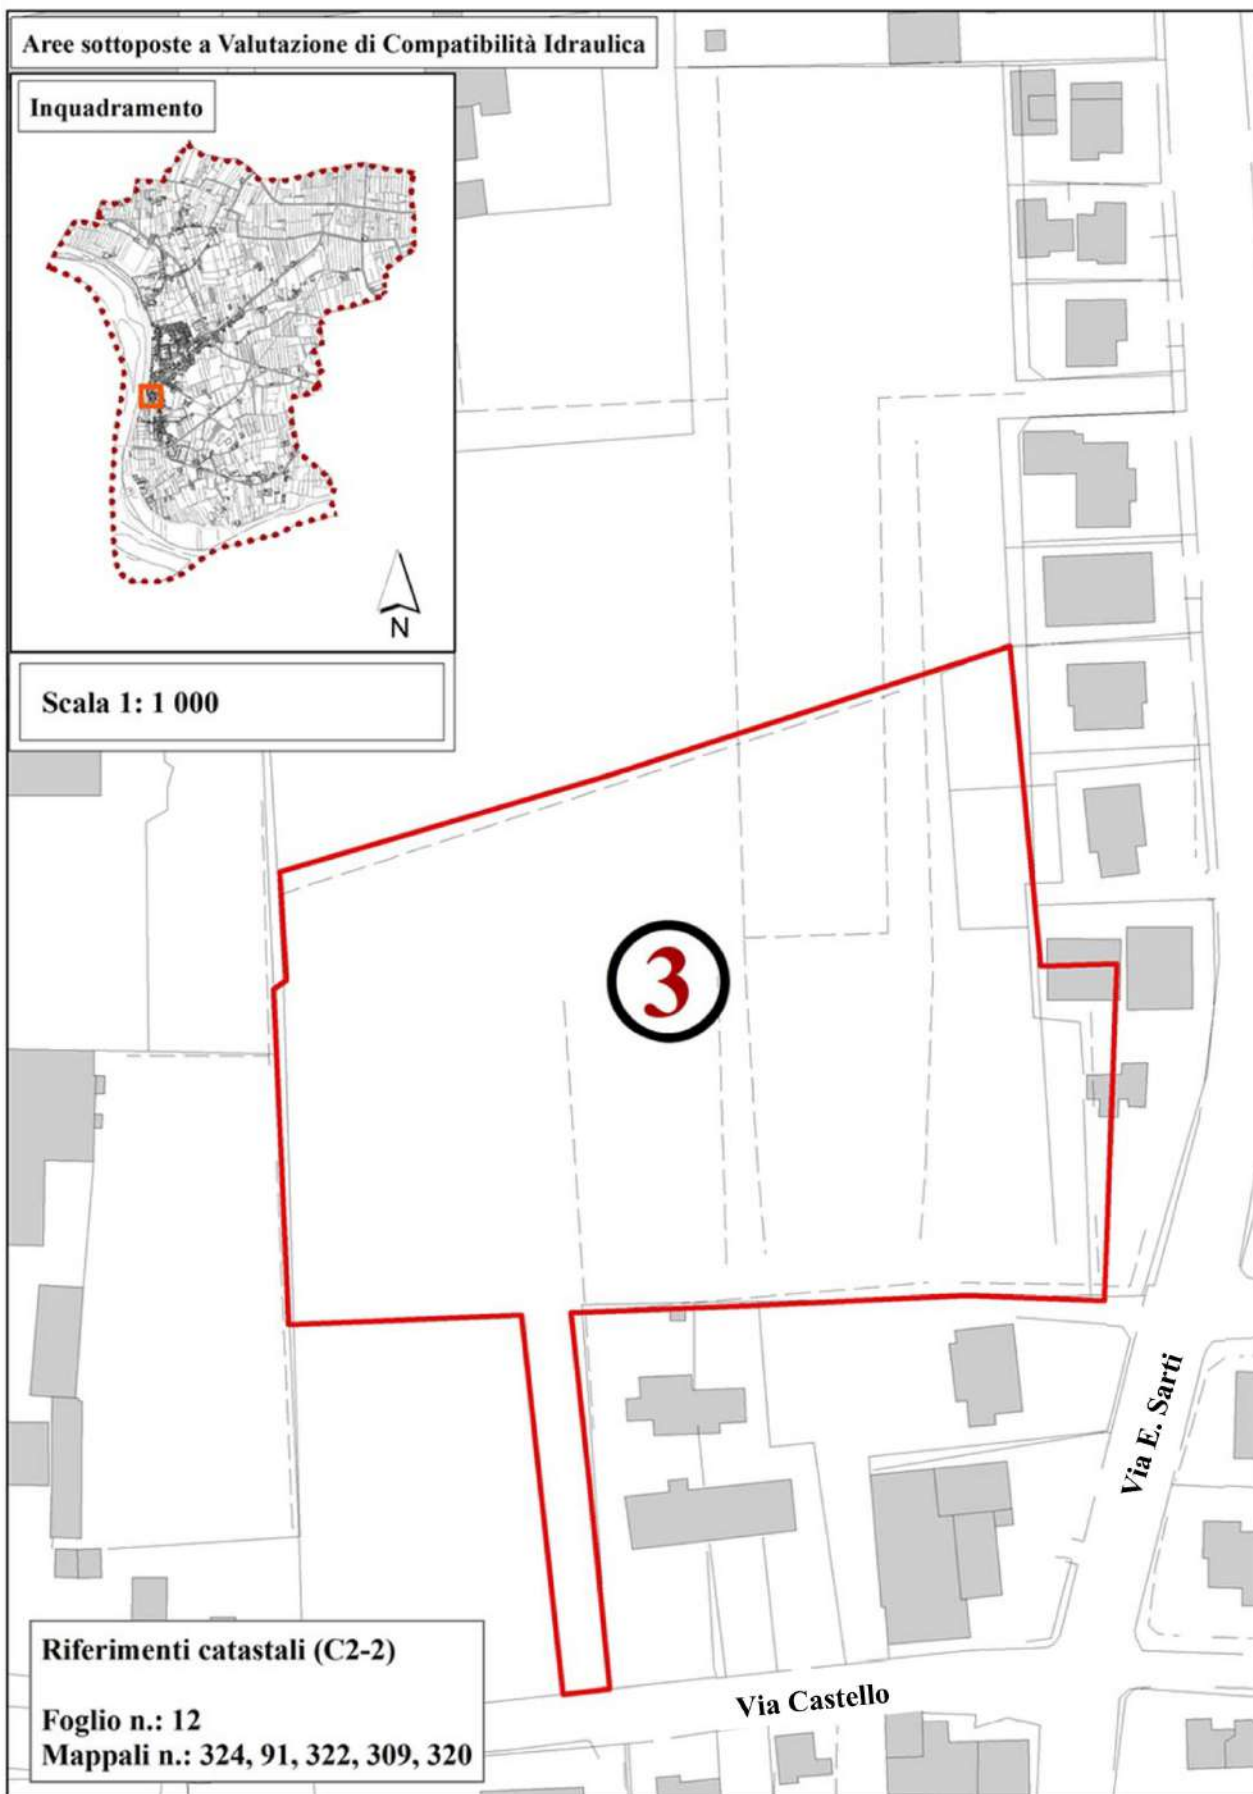 Aree sottoposte a Valutazione di Compatibilità Idraulica
Inquadramento
N
Scala 1: 1 000
3
Via E. Sarti
Via Castello
Riferimenti catastali (C2-2)
Foglio n.: 12
Mappali n.: 324, 91, 322, 309, 320